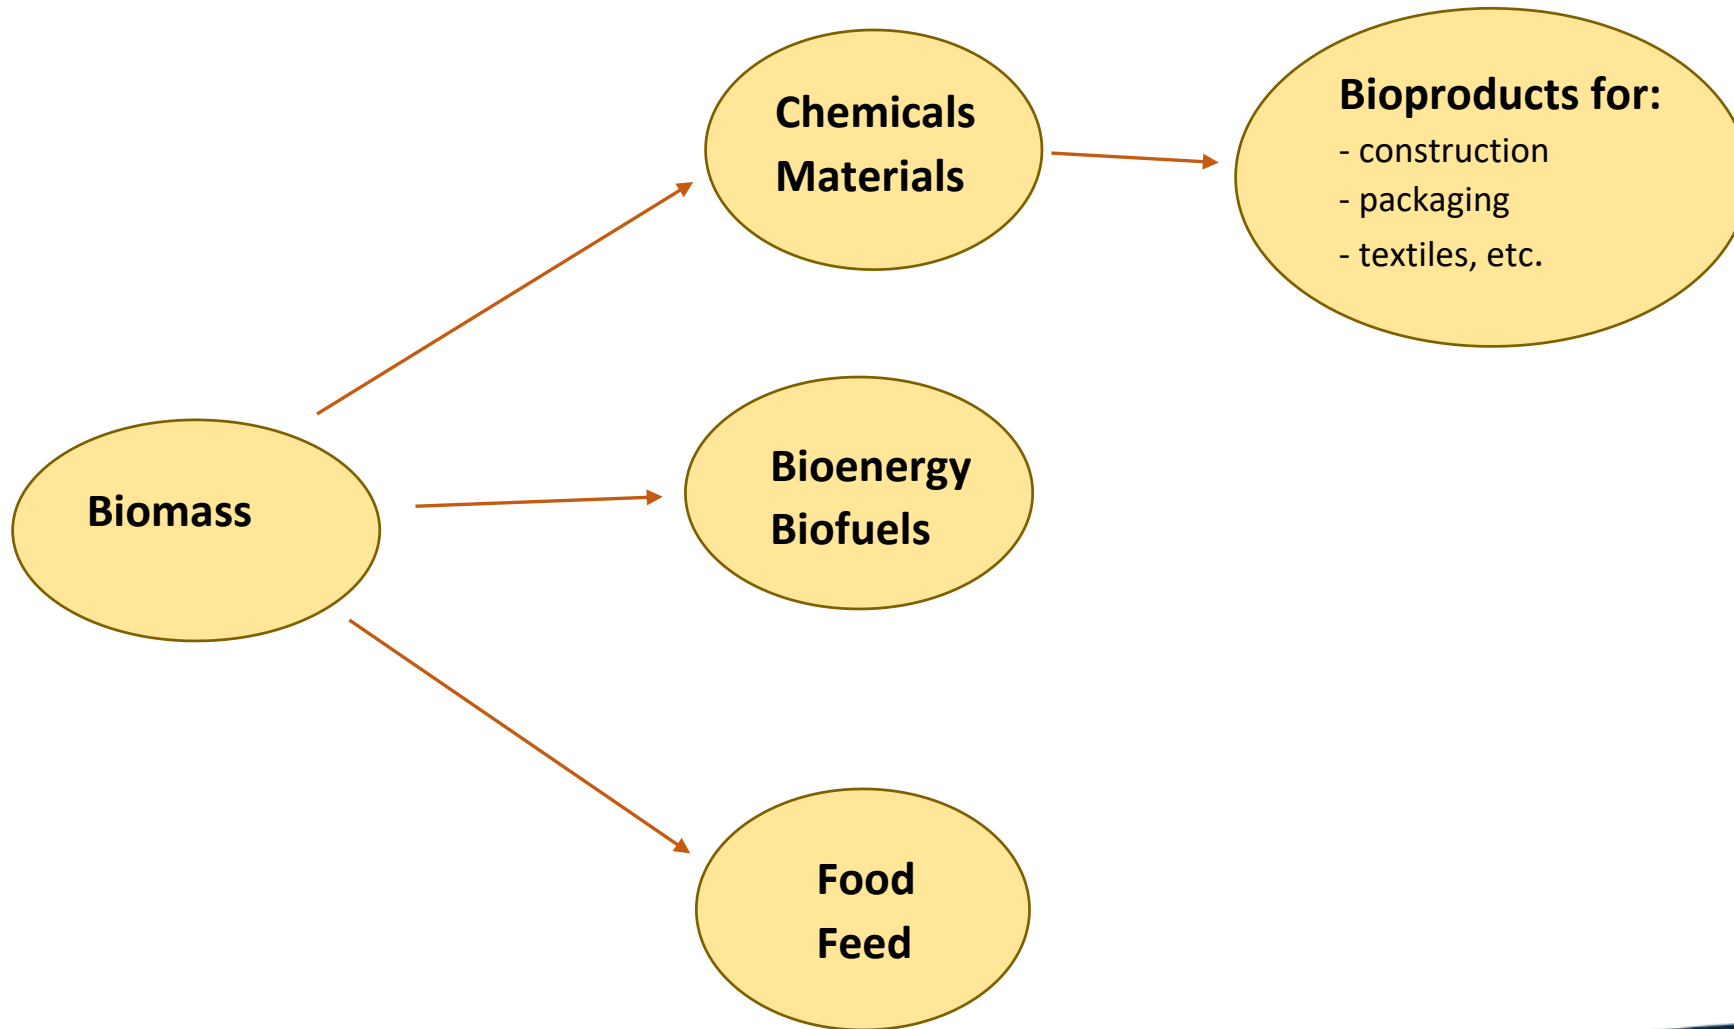 Chemicals
Materials
Bioproducts for:
- construction
- packaging
- textiles, etc.
Biomass
Bioenergy
Biofuels
Food
Feed